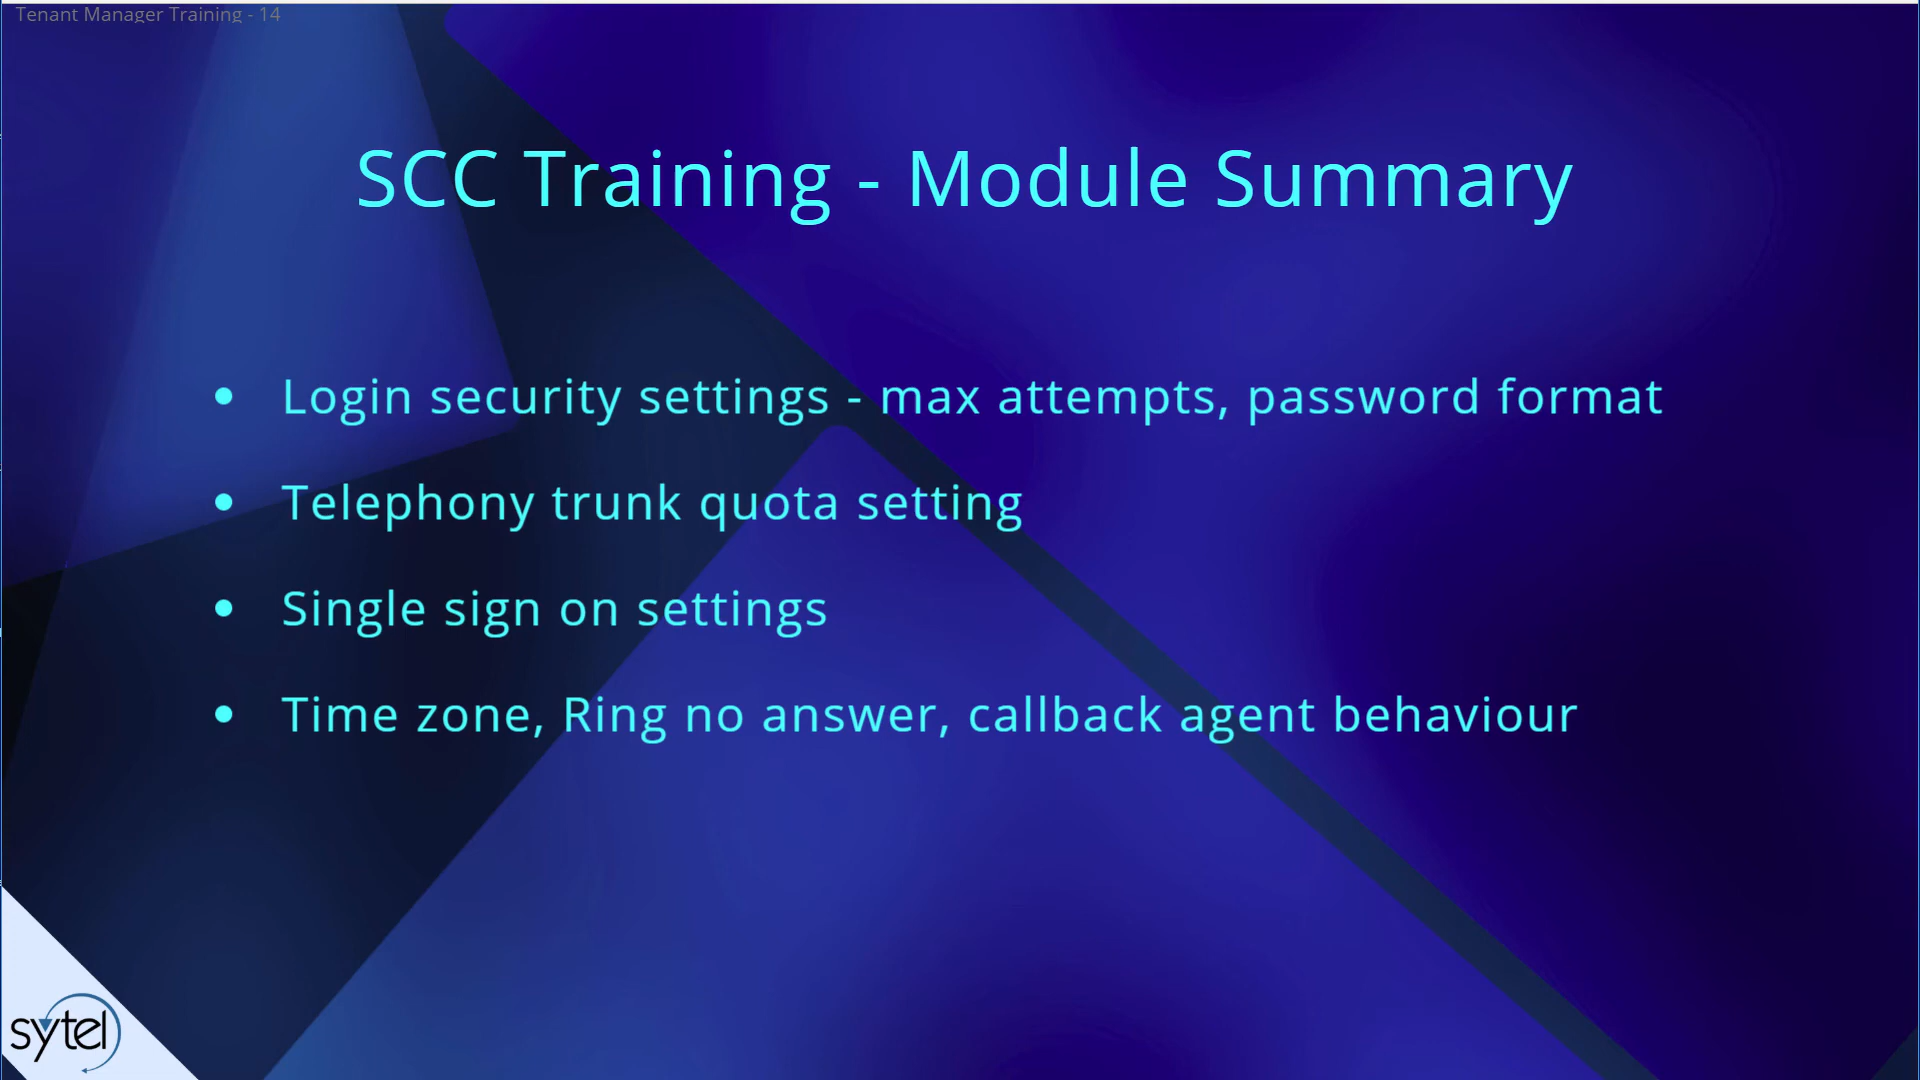 Tenant Manager Training - 14
SCC Training - Module Summary
• Login security settings - max attempts, password format
• Telephony trunk quota setting
• Single sign on settings
• Time zone, Ring no answer, callback agent behaviour
sytel